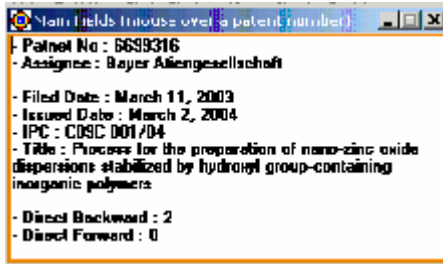 Main fields (mouse over a patent number)
- Patnet No : 6699316
- Assignee : Bayer Atiengesellschaft
- Filed Date : March 11, 2003
- Issued Date : March 2, 2004
- IPC : C09C 001/04
- Title : Process for the preparation of nano-zinc oxide
dispersions stabilized by hydroxyl group-containing
inorganic polymers
- Direct Backward : 2
- Direct Forward : 0